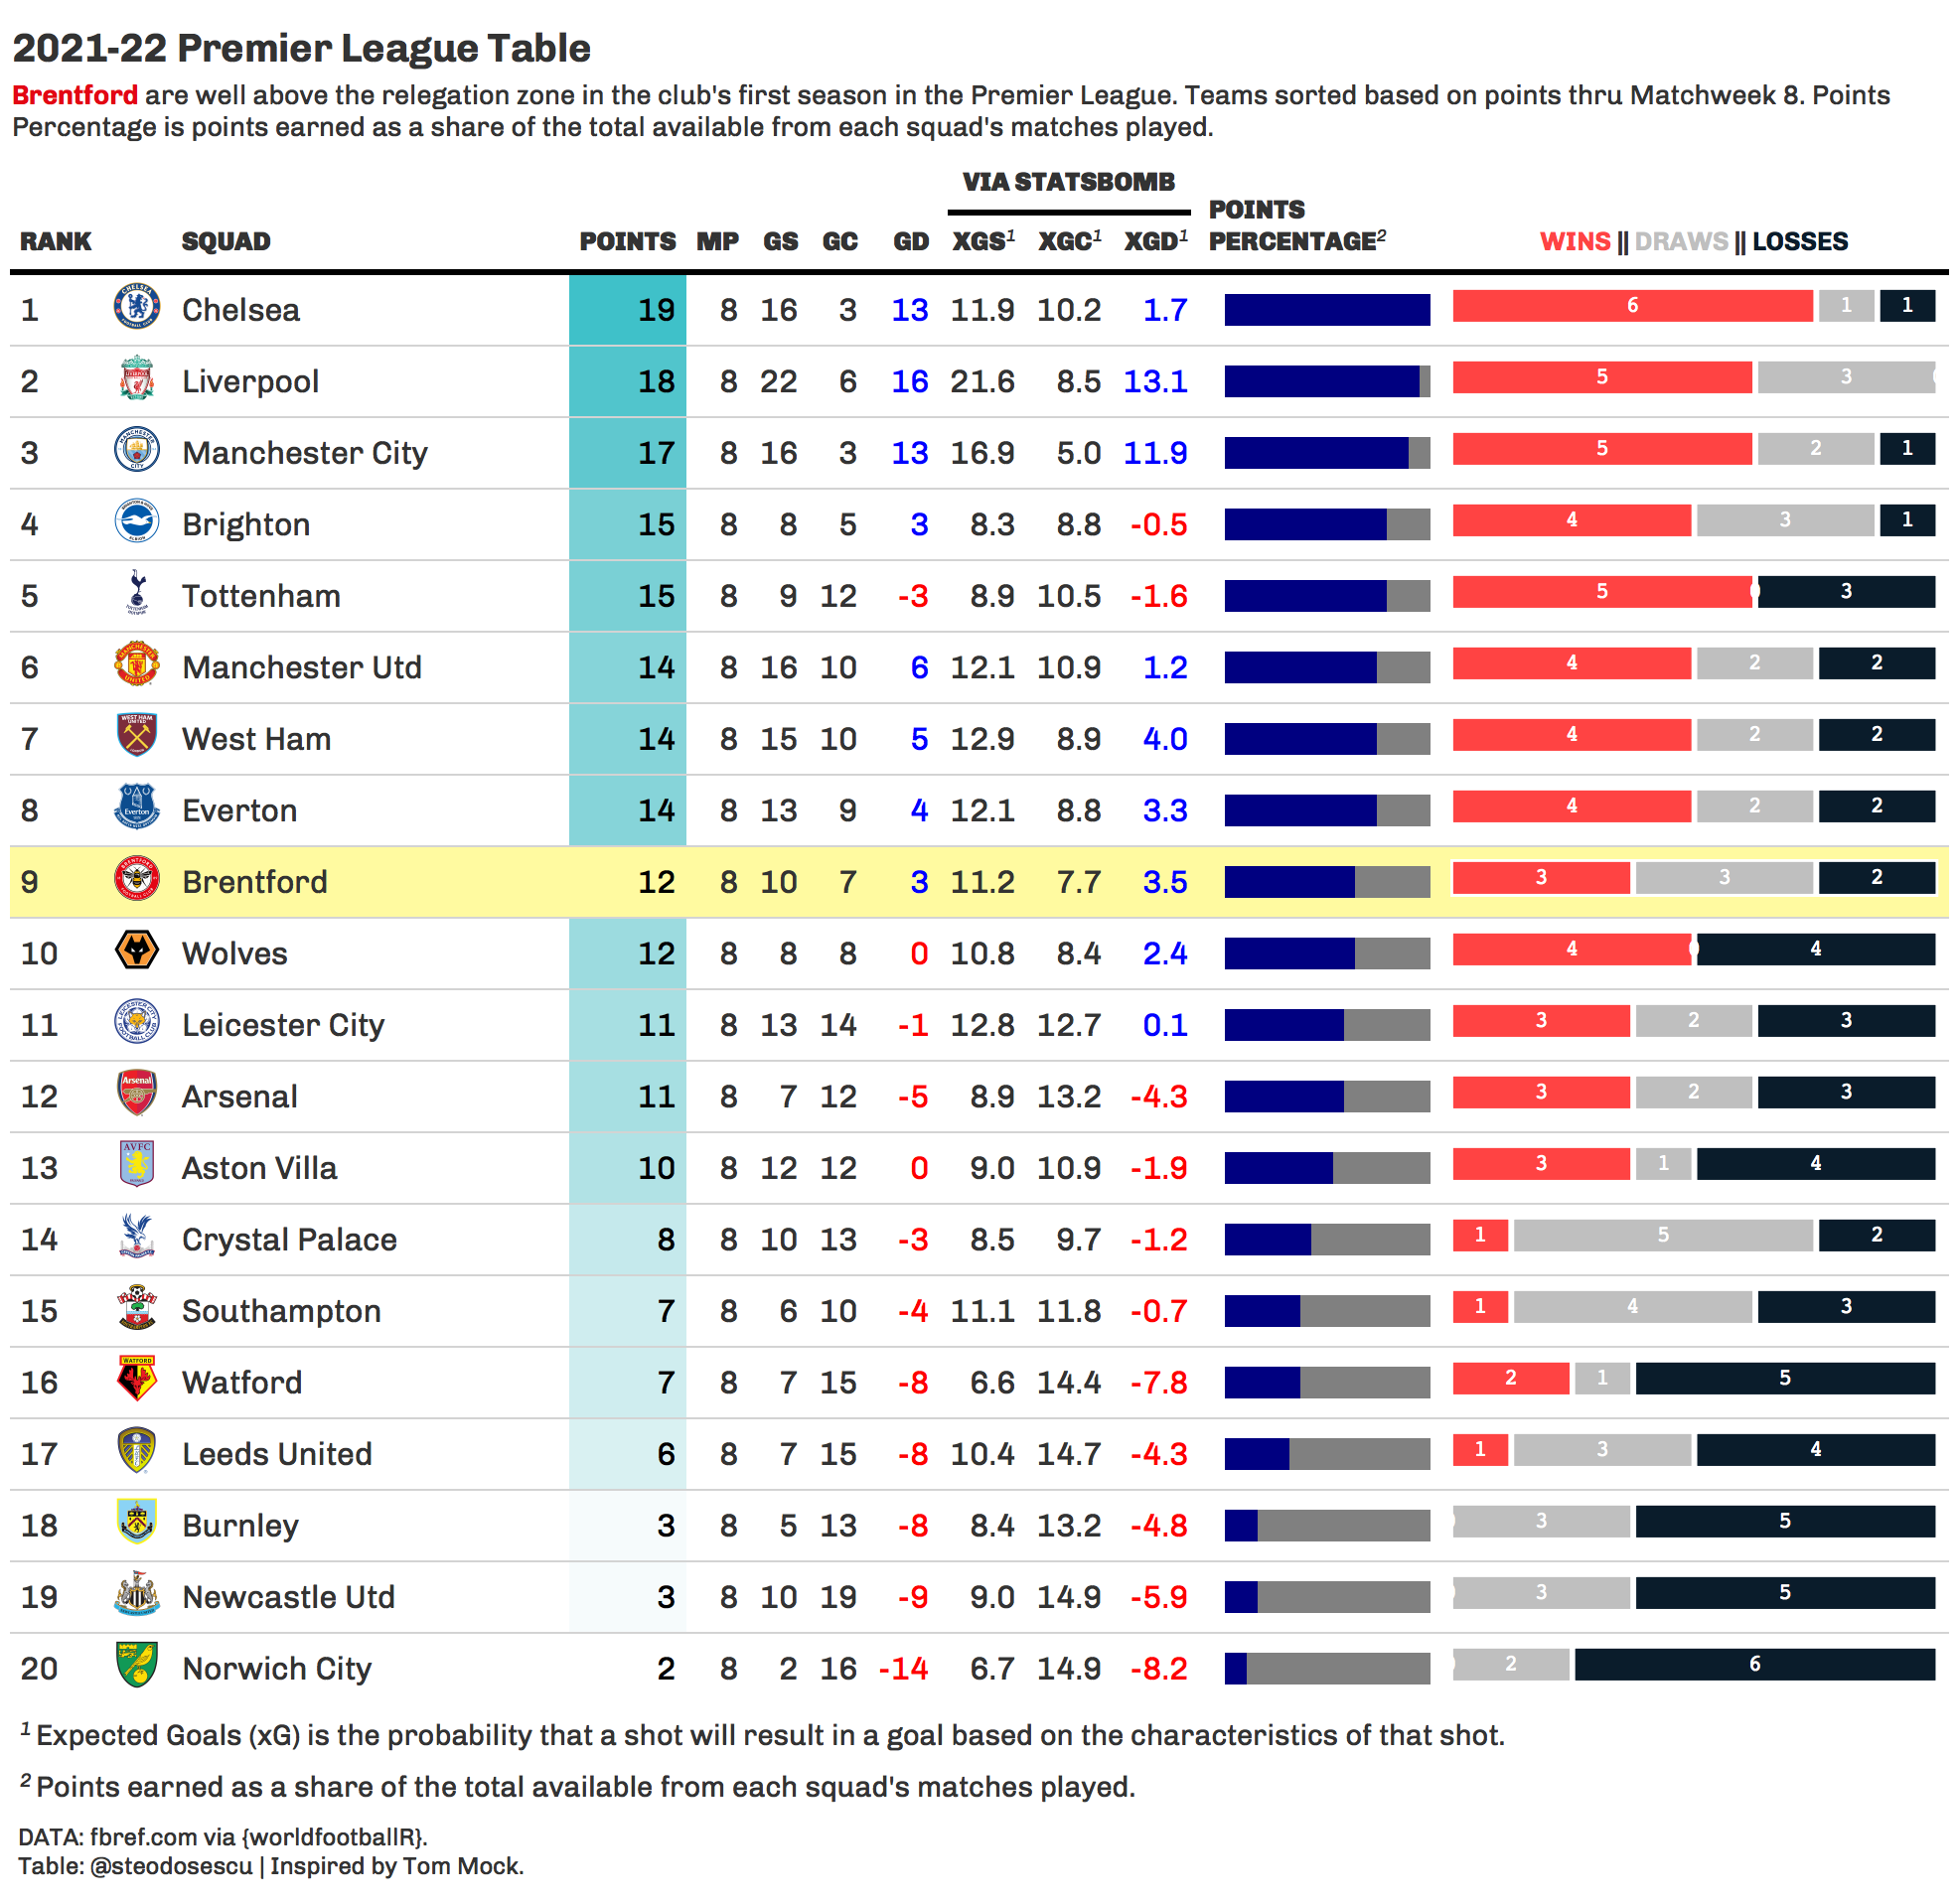 2021-22 Premier League Table
Brentford are well above the relegation zone in the club's first season in the Premier League. Teams sorted based on points thru Matchweek 8. Points
Percentage is points earned as a share of the total available from each squad's matches played.
VIA STATSBOMB
RANK SQUAD POINTS MP GS GC GD XGS1 XGC1 XGD1 POINTS PERCENTAGE2 WINS || DRAWS || LOSSES
1 Chelsea 19 8 16 3 13 11.9 10.2 1.7 6 1 1
2 Liverpool 18 8 22 6 16 21.6 8.5 13.1 5 3
3 Manchester City 17 8 16 3 13 16.9 5.0 11.9 5 2 1
4 Brighton 15 8 8 5 3 8.3 8.8 -0.5 4 3 1
5 Tottenham 15 8 9 12 -3 8.9 10.5 -1.6 5 0 3
6 Manchester Utd 14 8 16 10 6 12.1 10.9 1.2 4 2 2
7 West Ham 14 8 15 10 5 12.9 8.9 4.0 4 2 2
8 Everton 14 8 13 9 4 12.1 8.8 3.3 4 2 2
9 Brentford 12 8 10 7 3 11.2 7.7 3.5 3 3 2
10 Wolves 12 8 8 8 0 10.8 8.4 2.4 4 0 4
11 Leicester City 11 8 13 14 -1 12.8 12.7 0.1 3 2 3
12 Arsenal 11 8 7 12 -5 8.9 13.2 -4.3 3 2 3
13 Aston Villa 10 8 12 12 0 9.0 10.9 -1.9 3 1 4
14 Crystal Palace 8 8 10 13 -3 8.5 9.7 -1.2 1 5 2
15 Southampton 7 8 6 10 -4 11.1 11.8 -0.7 1 4 3
16 Watford 7 8 7 15 -8 6.6 14.4 -7.8 2 1 5
17 Leeds United 6 8 7 15 -8 10.4 14.7 -4.3 1 3 4
18 Burnley 3 8 5 13 -8 8.4 13.2 -4.8 3 5
19 Newcastle Utd 3 8 10 19 -9 9.0 14.9 -5.9 3 5
20 Norwich City 2 8 2 16 -14 6.7 14.9 -8.2 2 6
1 Expected Goals (xG) is the probability that a shot will result in a goal based on the characteristics of that shot.
2 Points earned as a share of the total available from each squad's matches played.
DATA: fbref.com via {worldfootballR}.
Table: @steodosescu | Inspired by Tom Mock.